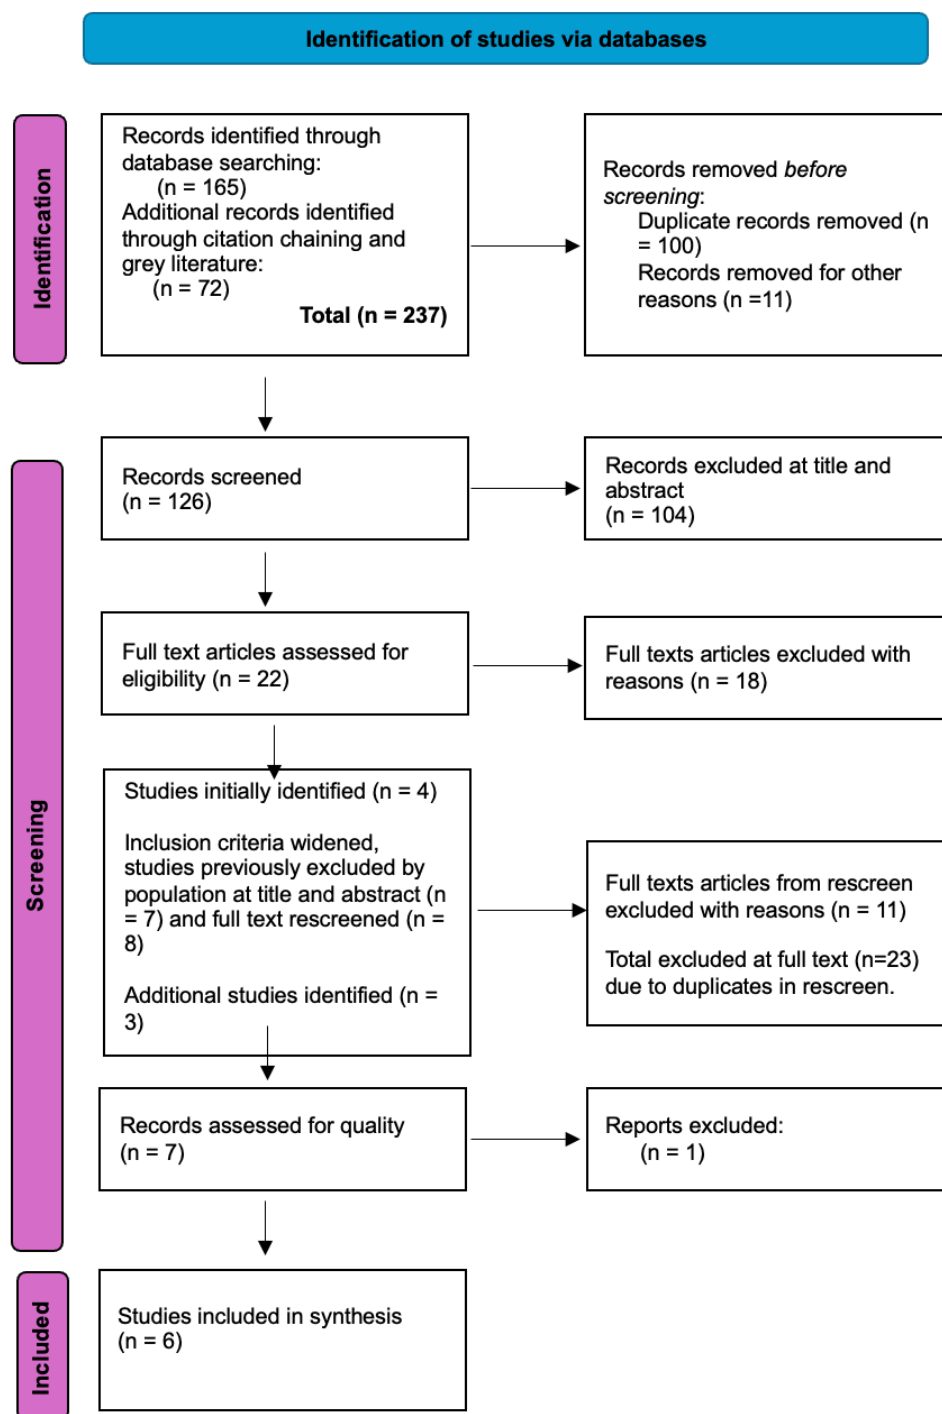 Identification of studies via databases
Identification
Records identified through
database searching:
(n = 165)
Additional records identified
through citation chaining and
grey literature:
(n = 72)
Total (n = 237)
Records removed before
screening:
Duplicate records removed (n
= 100)
Records removed for other
reasons (n =11)
Screening
Records screened
(n = 126)
Records excluded at title and
abstract
(n = 104)
Full text articles assessed for
eligibility (n = 22)
Full texts articles excluded with
reasons (n = 18)
Studies initially identified (n = 4)
Inclusion criteria widened,
studies previously excluded by
population at title and abstract (n
= 7) and full text rescreened (n =
8)
Additional studies identified (n =
3)
Full texts articles from rescreen
excluded with reasons (n = 11)
Total excluded at full text (n=23)
due to duplicates in rescreen.
Records assessed for quality
(n = 7)
Reports excluded:
(n = 1)
Included
Studies included in synthesis
(n = 6)